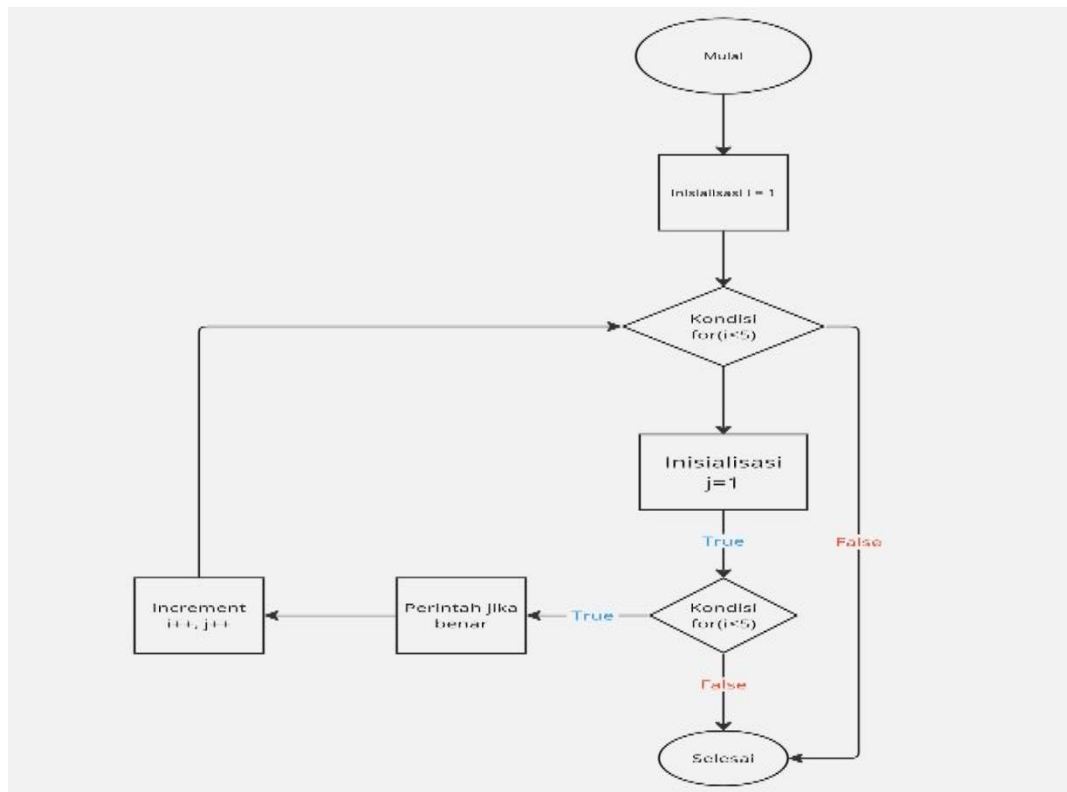 Mulai
Inisialisasi i = 1
Kondisi
for(i<5)
Inisialisasi
j=1
True
False
Kondisi
for(i<5)
True
Perintah jika
benar
Increment
i++, j++
False
Selesai